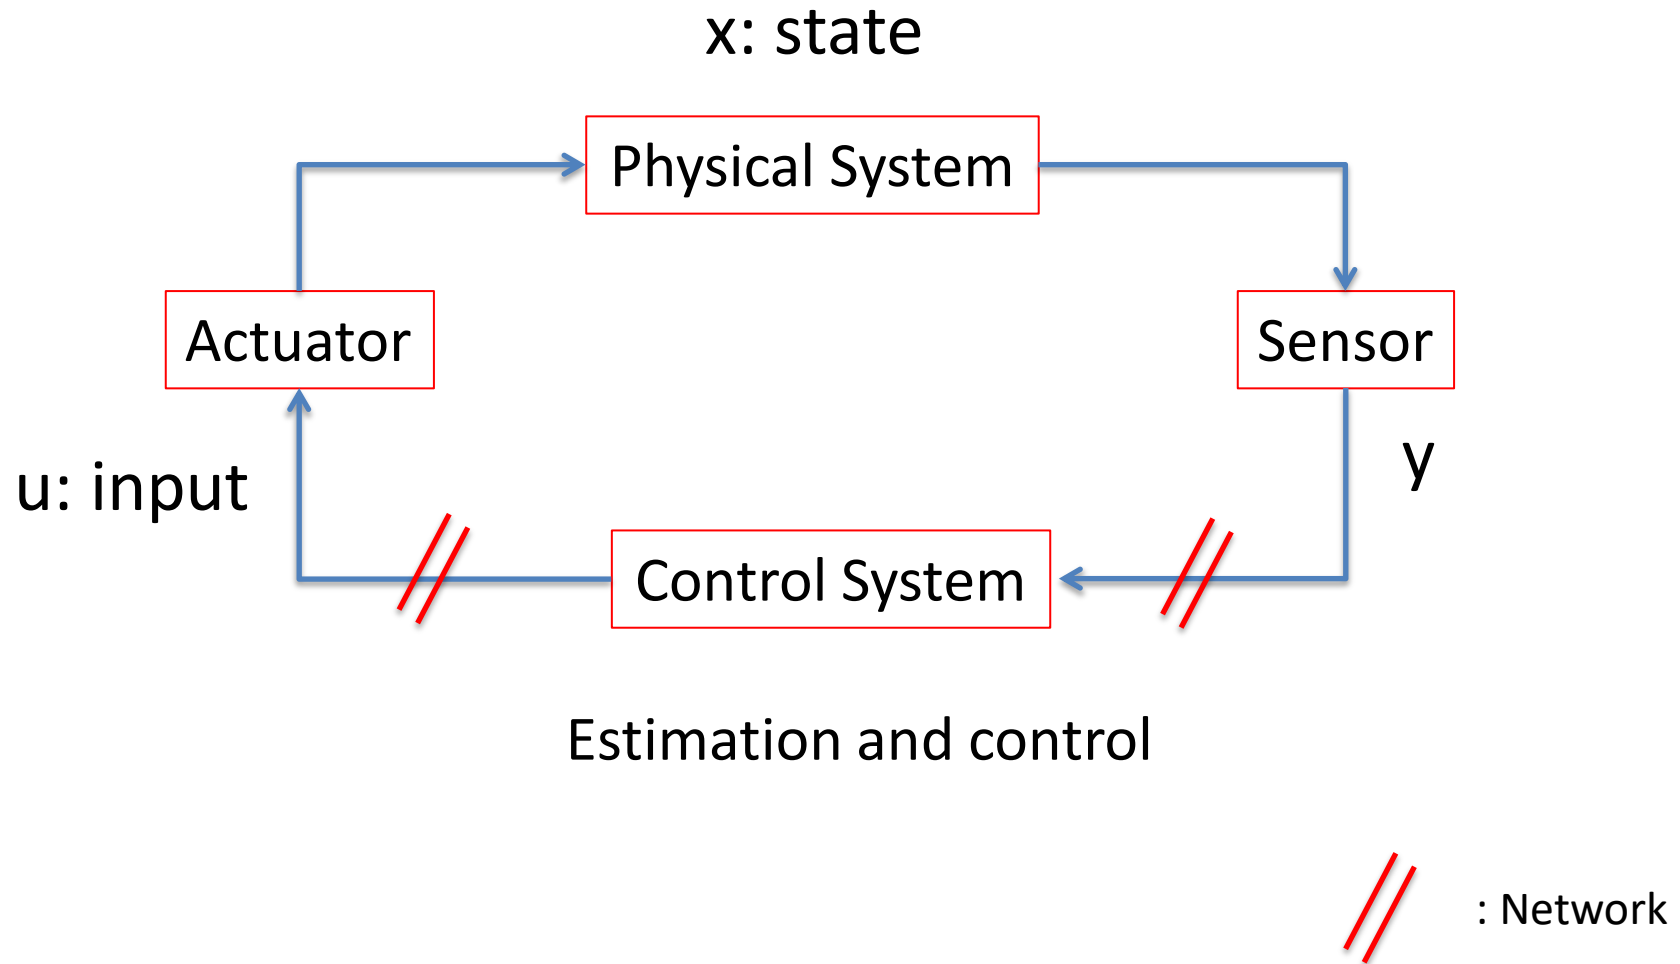 x: state
Physical System
Actuator
Sensor
u: input
y
Control System
Estimation and control
: Network